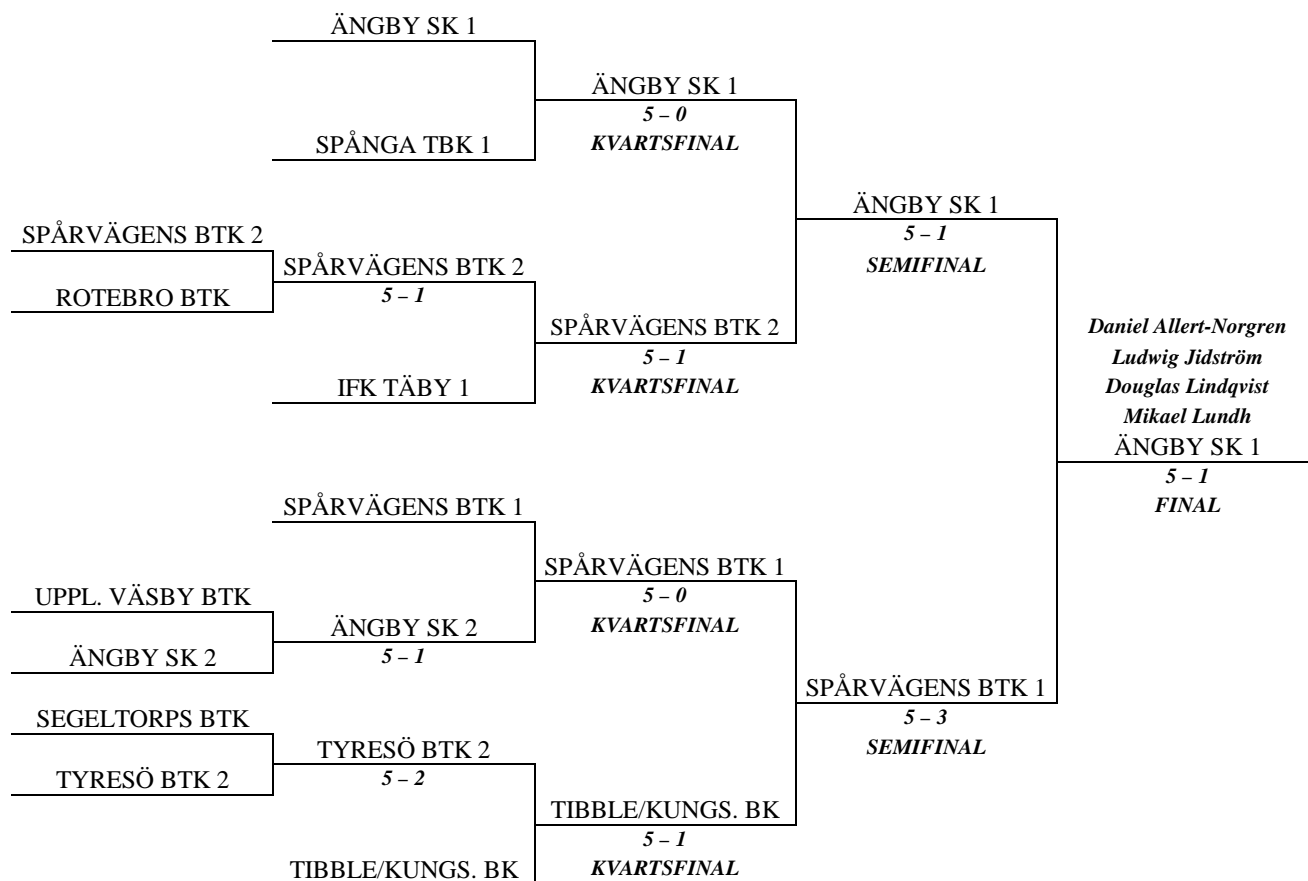 ÄNGBY SK 1
ÄNGBY SK 1
5 – 0
KVARTSFINAL
SPÅNGA TBK 1
ÄNGBY SK 1
5 – 1
SEMIFINAL
SPÅRVÄGENS BTK 2
SPÅRVÄGENS BTK 2
5 – 1
ROTEBRO BTK
SPÅRVÄGENS BTK 2
5 – 1
KVARTSFINAL
IFK TÄBY 1
Daniel Allert-Norgren
Ludwig Jidström
Douglas Lindqvist
Mikael Lundh
ÄNGBY SK 1
5 – 1
FINAL
SPÅRVÄGENS BTK 1
SPÅRVÄGENS BTK 1
5 – 0
KVARTSFINAL
UPPL. VÄSBY BTK
ÄNGBY SK 2
5 – 1
ÄNGBY SK 2
SPÅRVÄGENS BTK 1
5 – 3
SEMIFINAL
SEGELTORPS BTK
TYRESÖ BTK 2
5 – 2
TYRESÖ BTK 2
TIBBLE/KUNGS. BK
5 – 1
KVARTSFINAL
TIBBLE/KUNGS. BK